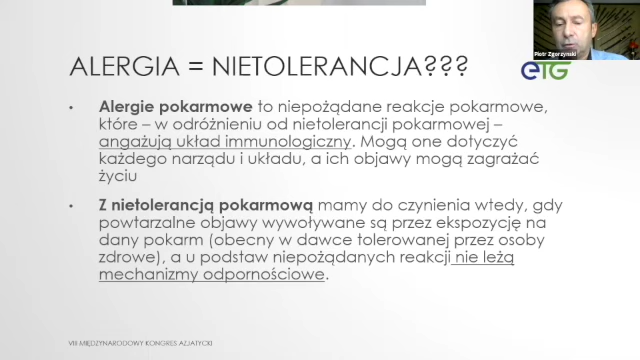 Piotr Zgorzynski
eTG
ALERGIA = NIETOLERANCJA???
• Alergie pokarmowe to niepożądane reakcje pokarmowe,
które – w odróżnieniu od nietolerancji pokarmowej –
angażują układ immunologiczny. Mogą one dotyczyć
każdego narządu i układu, a ich objawy mogą zagrażać
życiu
• Z nietolerancją pokarmową mamy do czynienia wtedy, gdy
powtarzalne objawy wywoływane są przez ekspozycję na
dany pokarm (obecny w dawce tolerowanej przez osoby
zdrowe), a u podstaw niepożądanych reakcji nie leżą
mechanizmy odpornościowe.
VIII MIĘDZYNARODOWY KONGRES AZJATYCKI